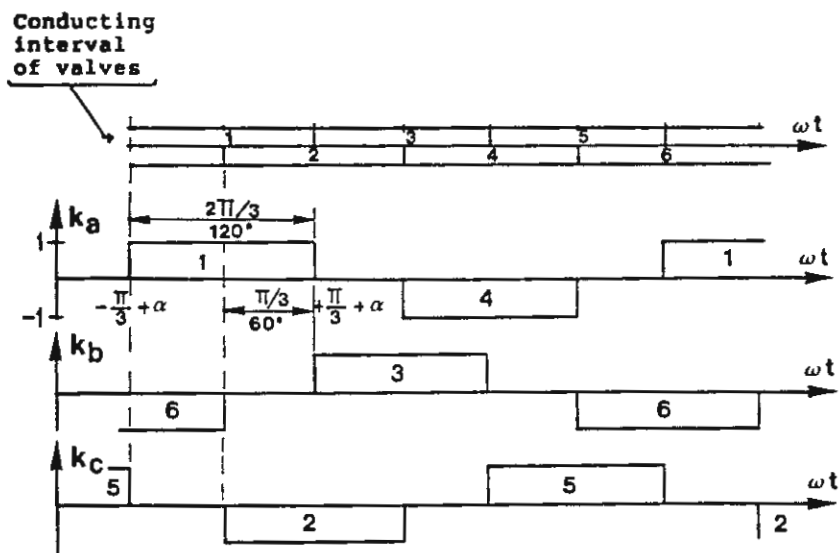 Conducting
interval
of valves
1 3 5 ωt
2 4 6
ka
2π/3
120°
1
1 4 1 ωt
-π/3 + α
π/3
60°
+π/3 + α
-1
kb
3 ωt
6 6
kc
5 5 ωt
2 2